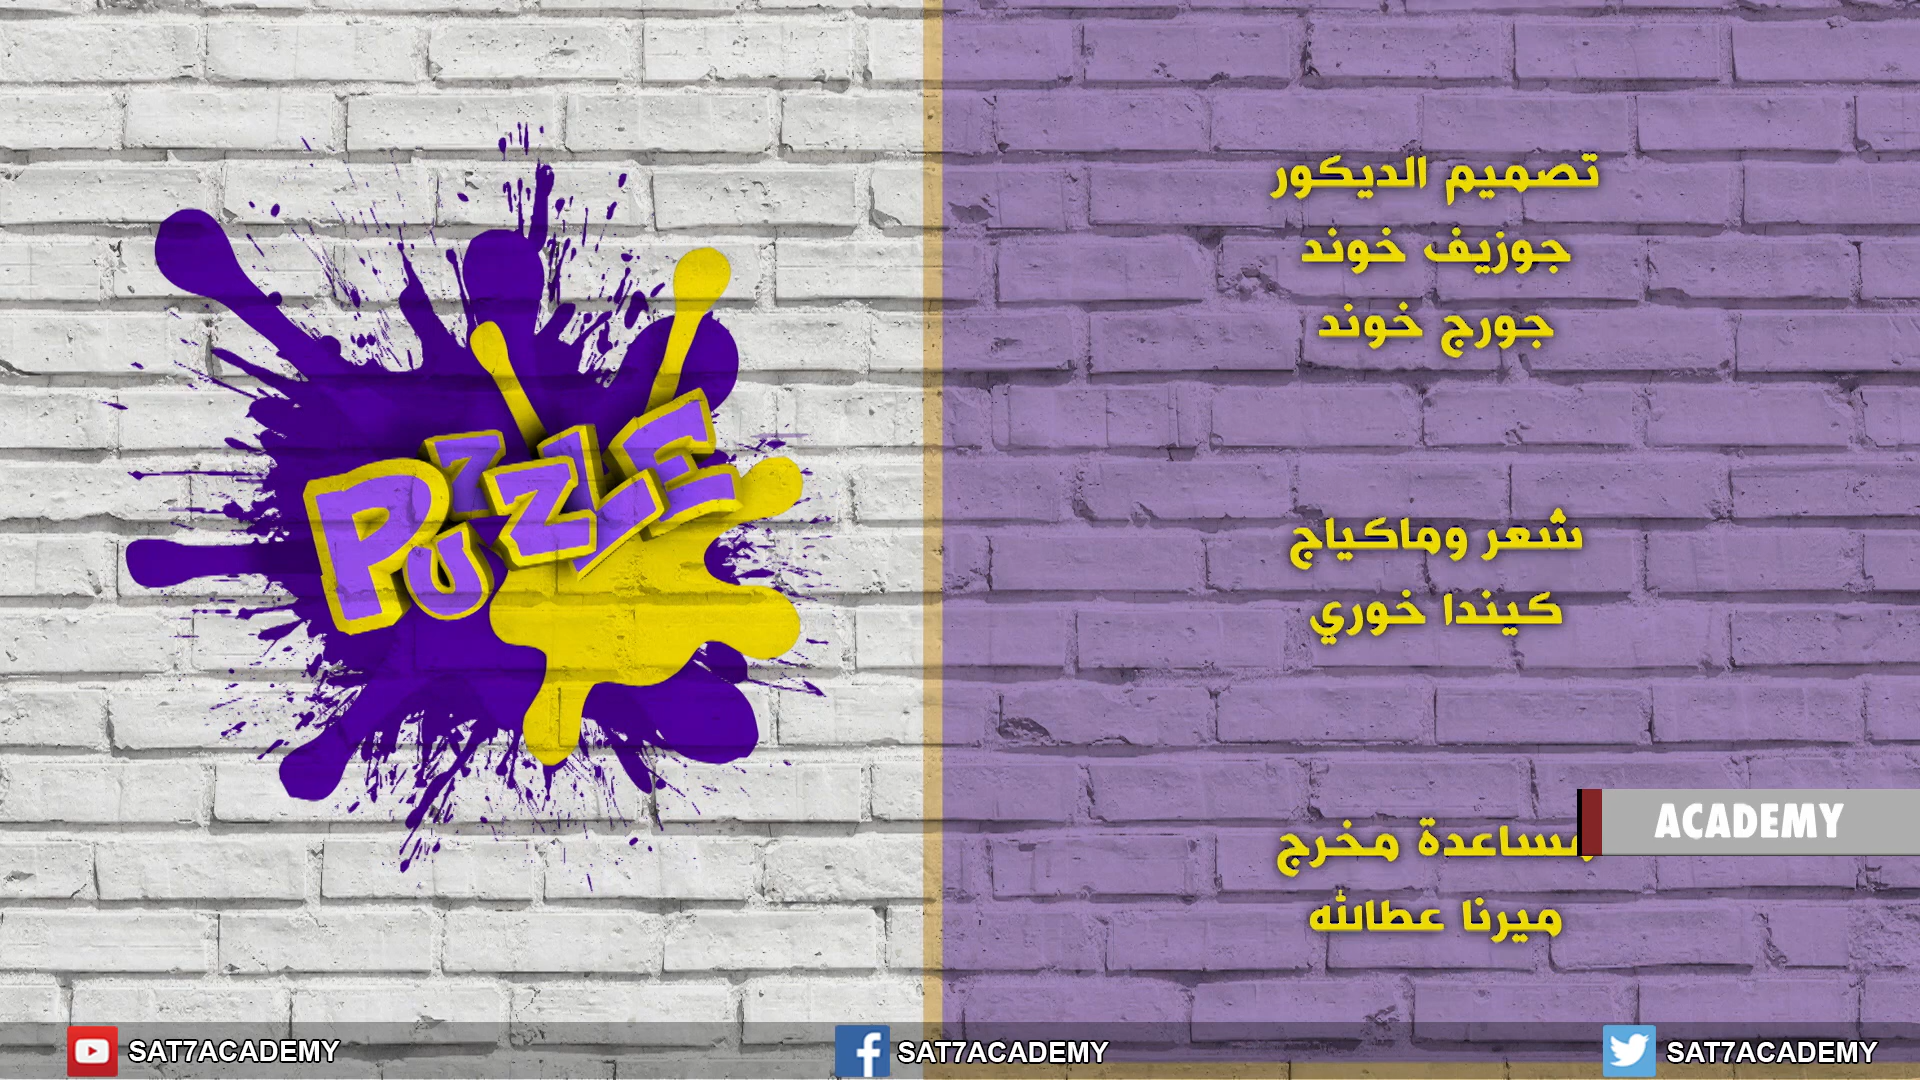 PUZZLE
تصميم الديكور
جوزيف خوند
جورج خوند
شعر وماكياج
كيندا خوري
مساعدة مخرج
ميرنا عطالله
ACADEMY
SAT7ACADEMY
SAT7ACADEMY
SAT7ACADEMY